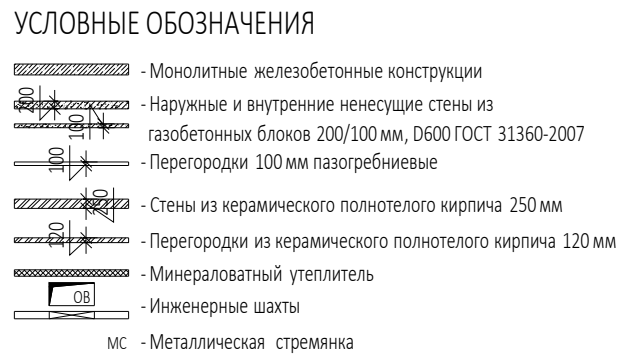 УСЛОВНЫЕ ОБОЗНАЧЕНИЯ
- Монолитные железобетонные конструкции
200 - Наружные и внутренние ненесущие стены из
100 газобетонных блоков 200/100 мм, D600 ГОСТ 31360-2007
100 - Перегородки 100 мм пазогребниевые
250 - Стены из керамического полнотелого кирпича 250 мм
120 - Перегородки из керамического полнотелого кирпича 120 мм
- Минераловатный утеплитель
ОВ
- Инженерные шахты
МС - Металлическая стремянка